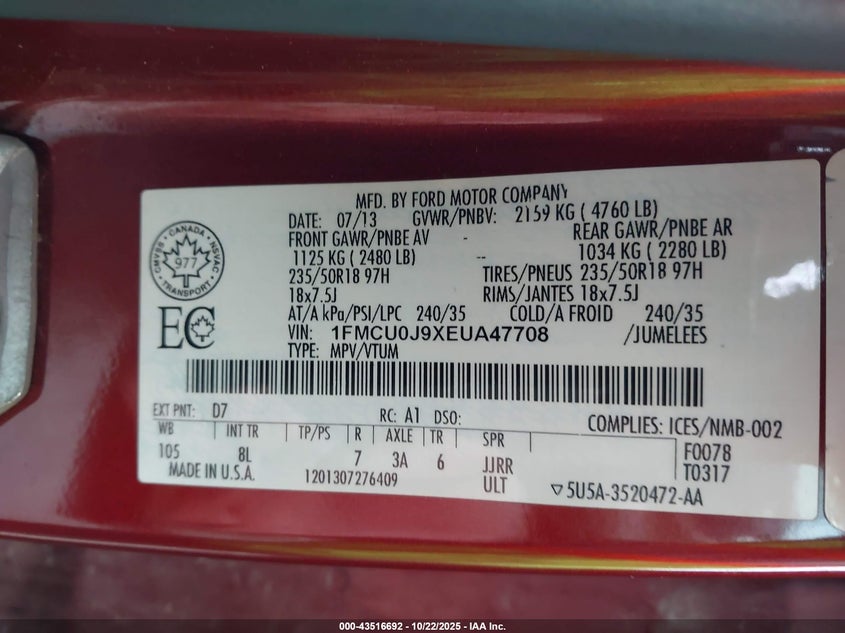 MFD. BY FORD MOTOR COMPANY
DATE: 07/13 GVWR/PNBV: 2159 KG ( 4760 LB)
FRONT GAWR/PNBE AV - REAR GAWR/PNBE AR
1125 KG ( 2480 LB) -- 1034 KG ( 2280 LB)
235/50R18 97H TIRES/PNEUS 235/50R18 97H
18x7.5J RIMS/JANTES 18x7.5J
AT/A kPa/PSI/LPC 240/35 COLD/A FROID 240/35
VIN: 1FMCU0J9XEUA47708 /JUMELEES
TYPE: MPV/VTUM
CMVSS · CANADA · NSVAC · TRANSPORT
977
EC
EXT PNT: D7 RC: A1 DSO: COMPLIES: ICES/NMB-002
WB INT TR TP/PS R AXLE TR SPR F0078
105 8L 7 3A 6 JJRR T0317
MADE IN U.S.A. 1201307276409 ULT ▽5U5A-3520472-AA
000-43516692 - 10/22/2025 - IAA Inc.